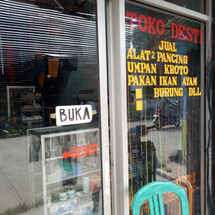 TOKO DESTI
JUAL
ALAT² PANCING
UMPAN KROTO
PAKAN IKAN AYAM
BURUNG DLL
BUKA